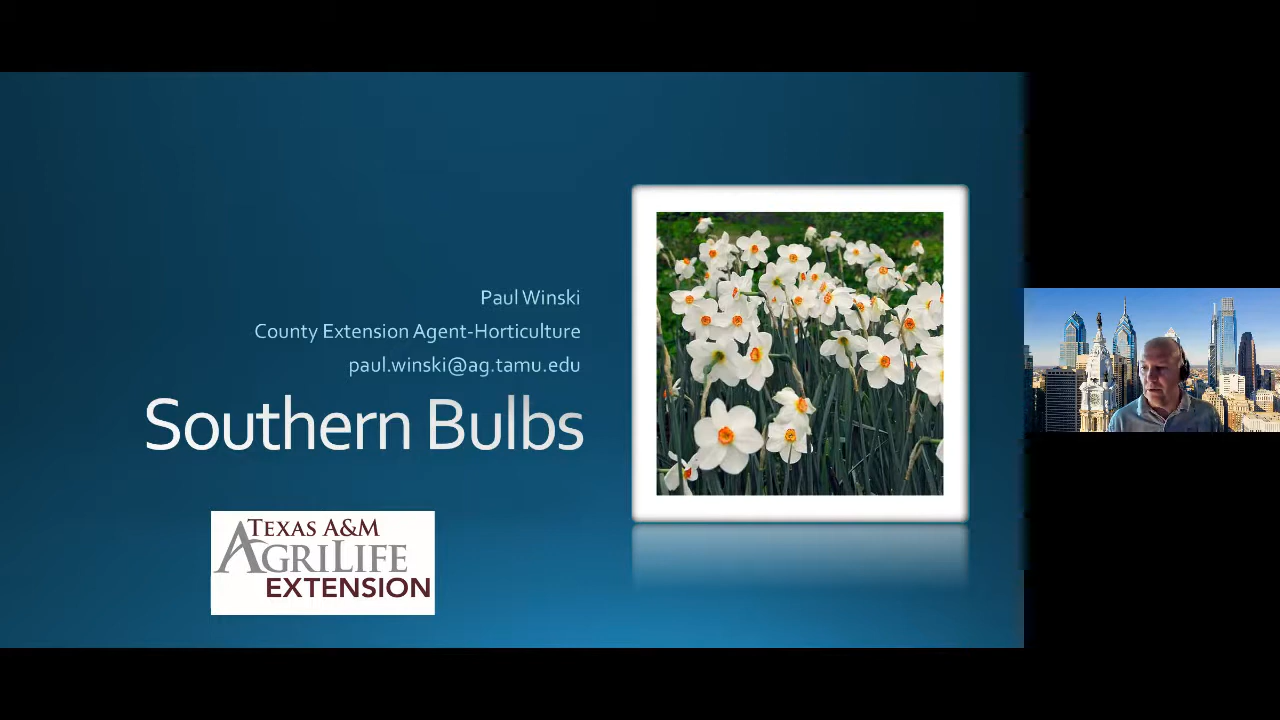 Paul Winski
County Extension Agent-Horticulture
paul.winski@ag.tamu.edu
Southern Bulbs
TEXAS A&M
AGRILIFE
EXTENSION